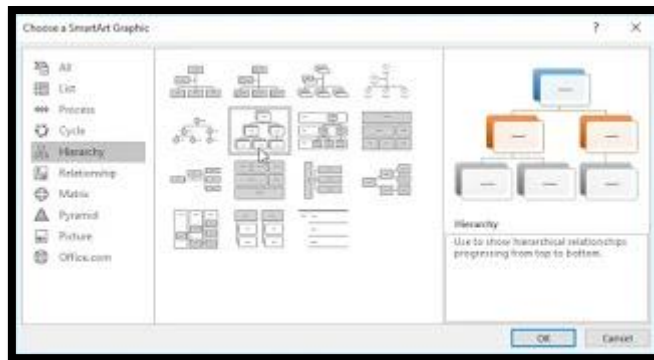 Choose a SmartArt Graphic
?
All
List
Process
Cycle
Hierarchy
Relationship
Matrix
Pyramid
Picture
Office.com
Hierarchy
Use to show hierarchical relationships
progressing from top to bottom.
OK
Cancel